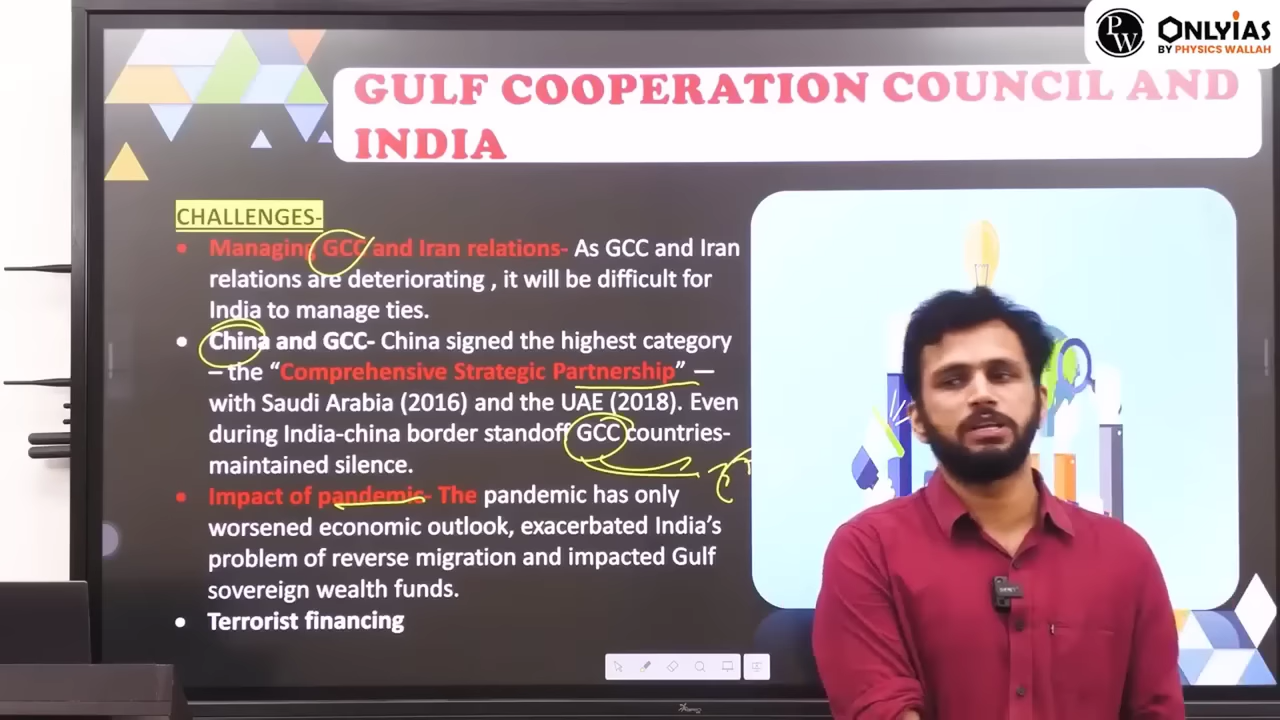 PW
ONLYIAS
BY PHYSICS WALLAH
GULF COOPERATION COUNCIL AND
INDIA
CHALLENGES-
• Managing GCC and Iran relations- As GCC and Iran
relations are deteriorating , it will be difficult for
India to manage ties.
• China and GCC- China signed the highest category
– the “Comprehensive Strategic Partnership” —
with Saudi Arabia (2016) and the UAE (2018). Even
during India-china border standoff GCC countries-
maintained silence.
• Impact of pandemic- The pandemic has only
worsened economic outlook, exacerbated India’s
problem of reverse migration and impacted Gulf
sovereign wealth funds.
• Terrorist financing